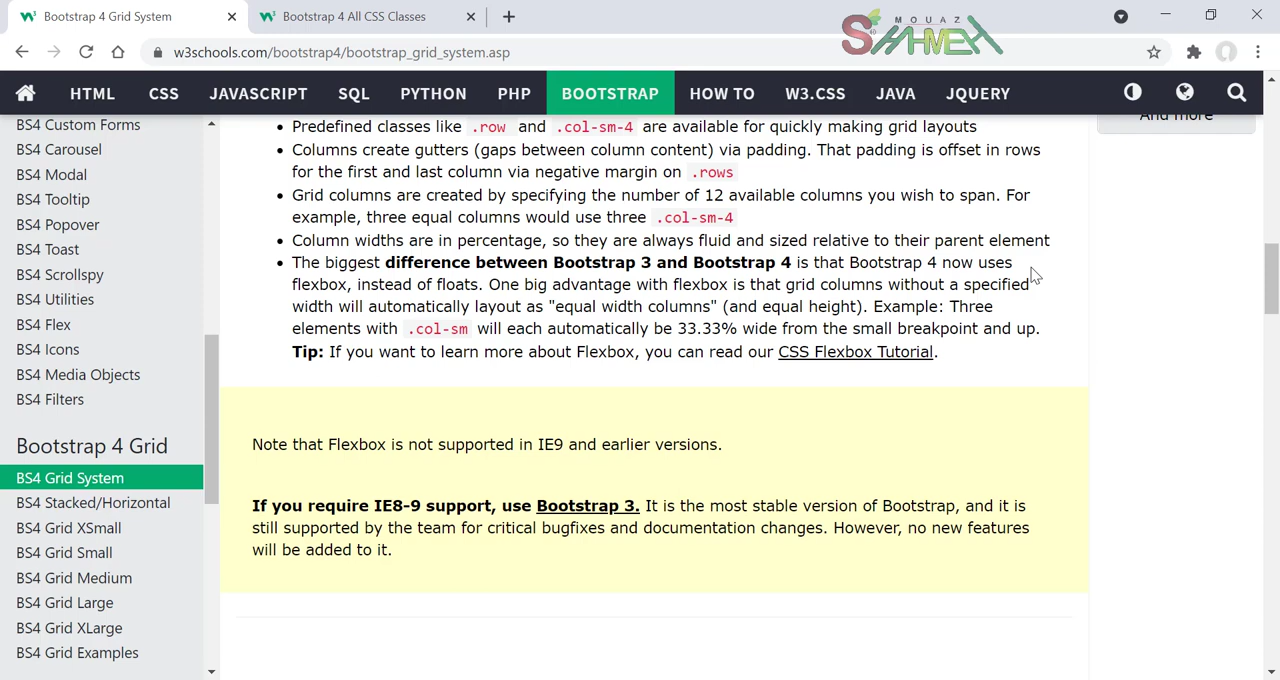 Bootstrap 4 Grid System
Bootstrap 4 All CSS Classes
MOUAZ
SHAHMEH
w3schools.com/bootstrap4/bootstrap_grid_system.asp
HTML CSS JAVASCRIPT SQL PYTHON PHP BOOTSTRAP HOW TO W3.CSS JAVA JQUERY
BS4 Custom Forms
BS4 Carousel
BS4 Modal
BS4 Tooltip
BS4 Popover
BS4 Toast
BS4 Scrollspy
BS4 Utilities
BS4 Flex
BS4 Icons
BS4 Media Objects
BS4 Filters
Bootstrap 4 Grid
BS4 Grid System
BS4 Stacked/Horizontal
BS4 Grid XSmall
BS4 Grid Small
BS4 Grid Medium
BS4 Grid Large
BS4 Grid XLarge
BS4 Grid Examples
• Predefined classes like .row and .col-sm-4 are available for quickly making grid layouts
• Columns create gutters (gaps between column content) via padding. That padding is offset in rows
for the first and last column via negative margin on .rows
• Grid columns are created by specifying the number of 12 available columns you wish to span. For
example, three equal columns would use three .col-sm-4
• Column widths are in percentage, so they are always fluid and sized relative to their parent element
• The biggest difference between Bootstrap 3 and Bootstrap 4 is that Bootstrap 4 now uses
flexbox, instead of floats. One big advantage with flexbox is that grid columns without a specified
width will automatically layout as "equal width columns" (and equal height). Example: Three
elements with .col-sm will each automatically be 33.33% wide from the small breakpoint and up.
Tip: If you want to learn more about Flexbox, you can read our CSS Flexbox Tutorial.
Note that Flexbox is not supported in IE9 and earlier versions.
If you require IE8-9 support, use Bootstrap 3. It is the most stable version of Bootstrap, and it is
still supported by the team for critical bugfixes and documentation changes. However, no new features
will be added to it.
And more